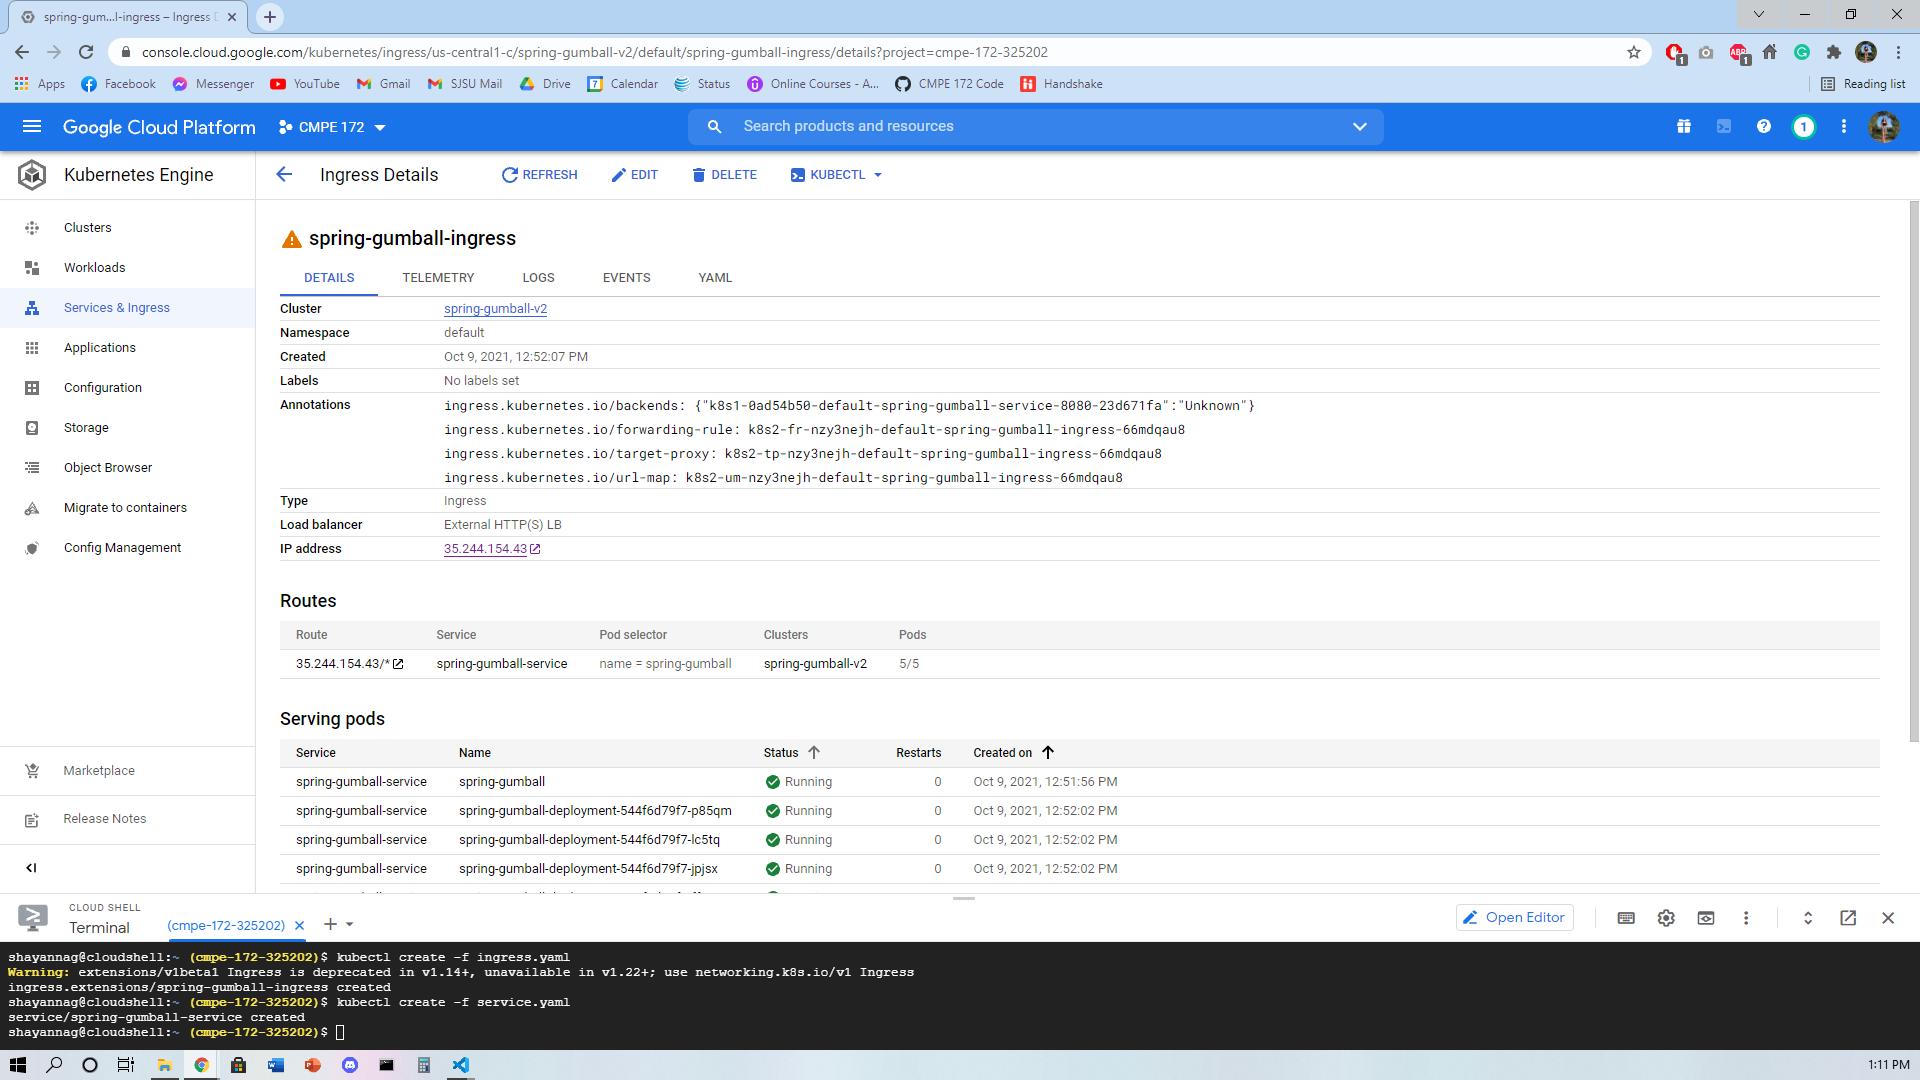 spring-gum...l-ingress – Ingress
console.cloud.google.com/kubernetes/ingress/us-central1-c/spring-gumball-v2/default/spring-gumball-ingress/details?project=cmpe-172-325202
1
ABP
1
Apps
Facebook
Messenger
YouTube
Gmail
SJSU Mail
Drive
7
Calendar
Status
Online Courses - A...
CMPE 172 Code
Handshake
Reading list
Google Cloud Platform
CMPE 172
Search products and resources
1
Kubernetes Engine
Ingress Details
REFRESH
EDIT
DELETE
KUBECTL
Clusters
Workloads
Services & Ingress
Applications
Configuration
Storage
Object Browser
Migrate to containers
Config Management
Marketplace
Release Notes
spring-gumball-ingress
DETAILS
TELEMETRY
LOGS
EVENTS
YAML
Cluster spring-gumball-v2
Namespace default
Created Oct 9, 2021, 12:52:07 PM
Labels No labels set
Annotations ingress.kubernetes.io/backends: {"k8s1-0ad54b50-default-spring-gumball-service-8080-23d671fa":"Unknown"}
ingress.kubernetes.io/forwarding-rule: k8s2-fr-nzy3nejh-default-spring-gumball-ingress-66mdqau8
ingress.kubernetes.io/target-proxy: k8s2-tp-nzy3nejh-default-spring-gumball-ingress-66mdqau8
ingress.kubernetes.io/url-map: k8s2-um-nzy3nejh-default-spring-gumball-ingress-66mdqau8
Type Ingress
Load balancer External HTTP(S) LB
IP address 35.244.154.43
Routes
Route Service Pod selector Clusters Pods
35.244.154.43/* spring-gumball-service name = spring-gumball spring-gumball-v2 5/5
Serving pods
Service Name Status Restarts Created on
spring-gumball-service spring-gumball Running 0 Oct 9, 2021, 12:51:56 PM
spring-gumball-service spring-gumball-deployment-544f6d79f7-p85qm Running 0 Oct 9, 2021, 12:52:02 PM
spring-gumball-service spring-gumball-deployment-544f6d79f7-lc5tq Running 0 Oct 9, 2021, 12:52:02 PM
spring-gumball-service spring-gumball-deployment-544f6d79f7-jpjsx Running 0 Oct 9, 2021, 12:52:02 PM
CLOUD SHELL
Terminal
(cmpe-172-325202)
Open Editor
shayannag@cloudshell:~ (cmpe-172-325202)$ kubectl create -f ingress.yaml
Warning: extensions/v1beta1 Ingress is deprecated in v1.14+, unavailable in v1.22+; use networking.k8s.io/v1 Ingress
ingress.extensions/spring-gumball-ingress created
shayannag@cloudshell:~ (cmpe-172-325202)$ kubectl create -f service.yaml
service/spring-gumball-service created
shayannag@cloudshell:~ (cmpe-172-325202)$
1:11 PM